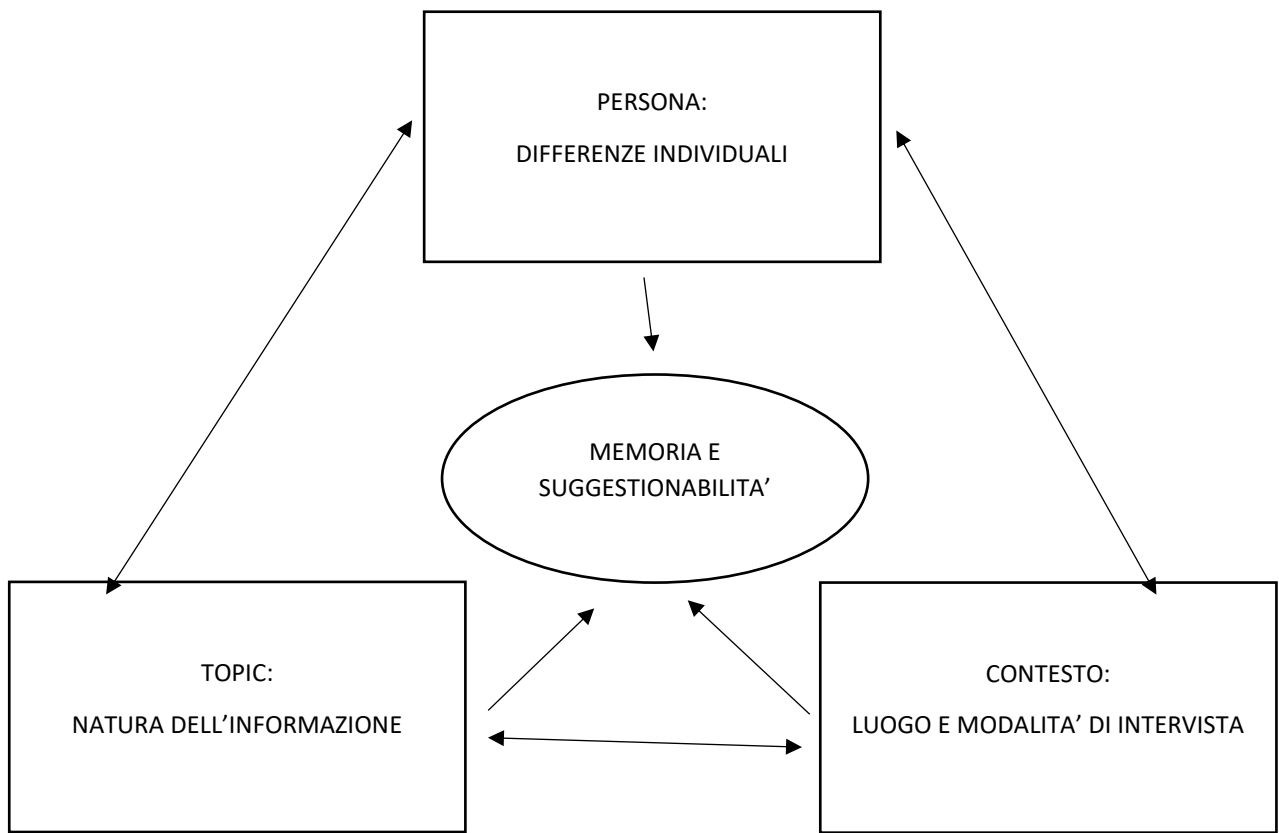 PERSONA:
DIFFERENZE INDIVIDUALI
MEMORIA E
SUGGESTIONABILITA’
TOPIC:
NATURA DELL’INFORMAZIONE
CONTESTO:
LUOGO E MODALITA’ DI INTERVISTA